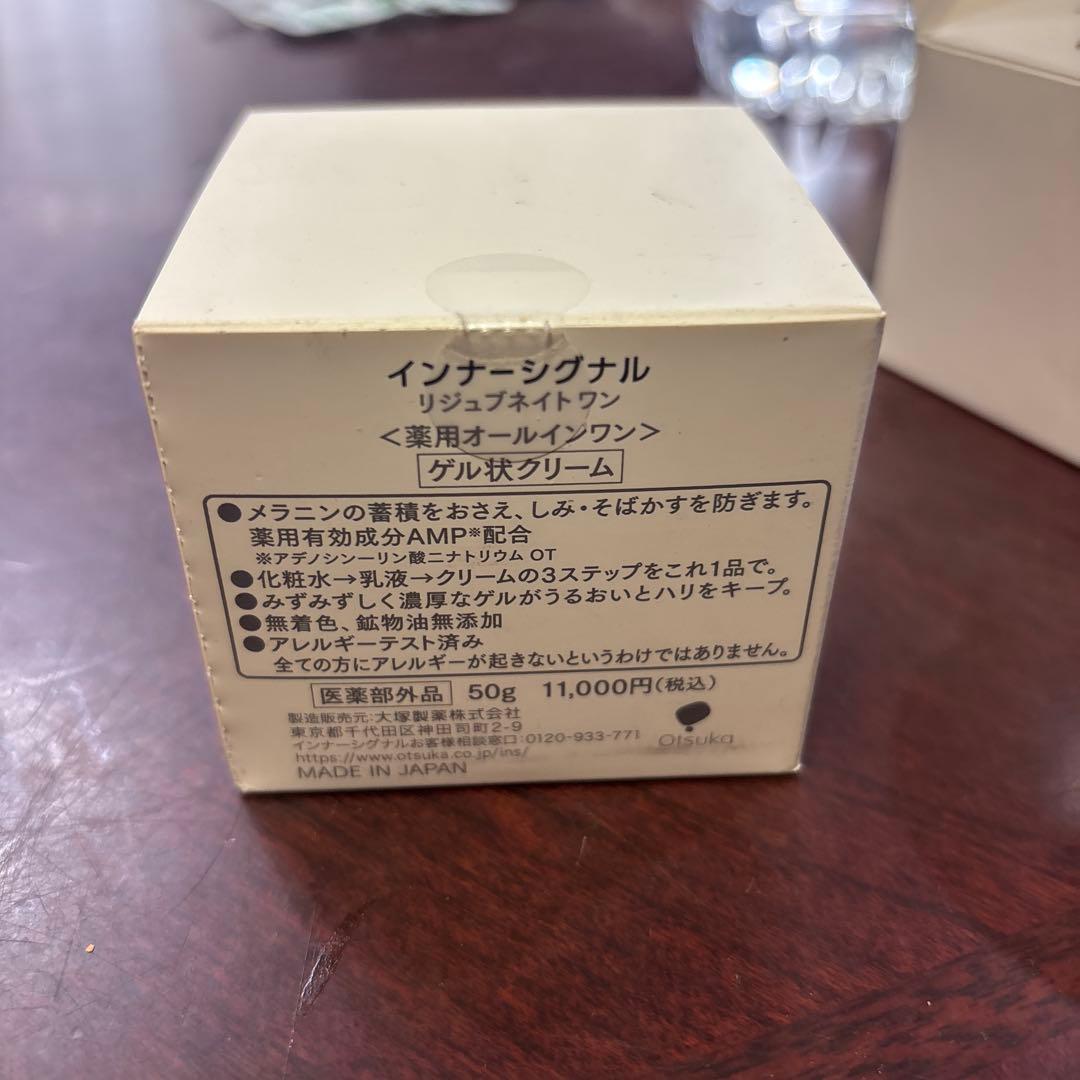 インナーシグナル
リジュブネイトワン
＜薬用オールインワン＞
ゲル状クリーム
●メラニンの蓄積をおさえ、しみ・そばかすを防ぎます。
薬用有効成分AMP※配合
※アデノシン一リン酸二ナトリウム OT
●化粧水→乳液→クリームの3ステップをこれ1品で。
●みずみずしく濃厚なゲルがうるおいとハリをキープ。
●無着色、鉱物油無添加
●アレルギーテスト済み
全ての方にアレルギーが起きないというわけではありません。
医薬部外品 50g 11,000円(税込)
製造販売元：大塚製薬株式会社
東京都千代田区神田司町2-9
インナーシグナルお客様相談窓口：0120-933-771
https://www.otsuka.co.jp/ins/
MADE IN JAPAN
Otsuka